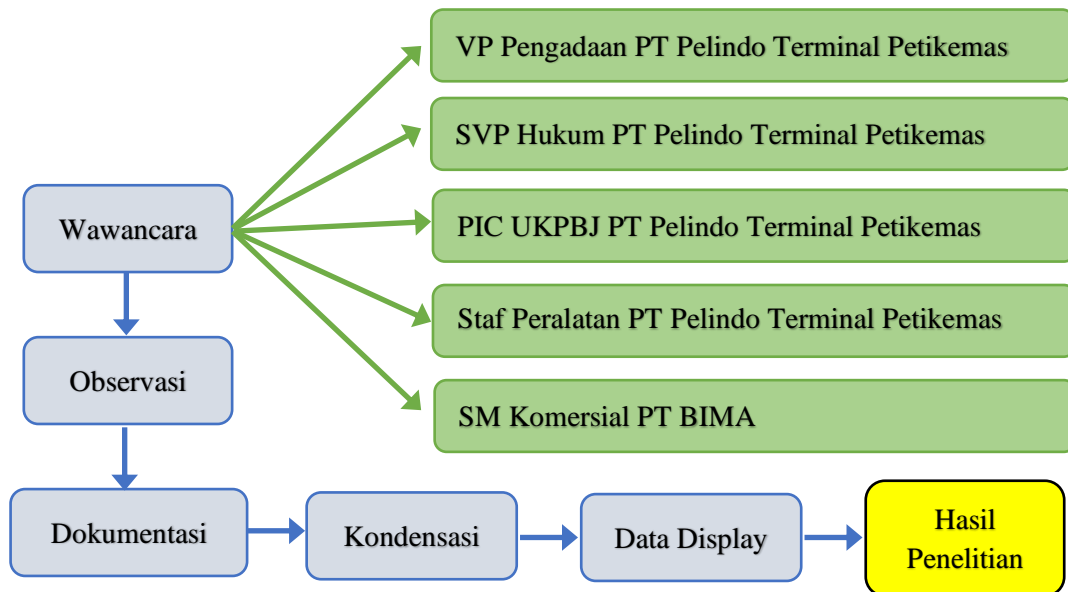 VP Pengadaan PT Pelindo Terminal Petikemas
SVP Hukum PT Pelindo Terminal Petikemas
Wawancara
PIC UKPBJ PT Pelindo Terminal Petikemas
Staf Peralatan PT Pelindo Terminal Petikemas
Observasi
SM Komersial PT BIMA
Dokumentasi
Kondensasi
Data Display
Hasil
Penelitian